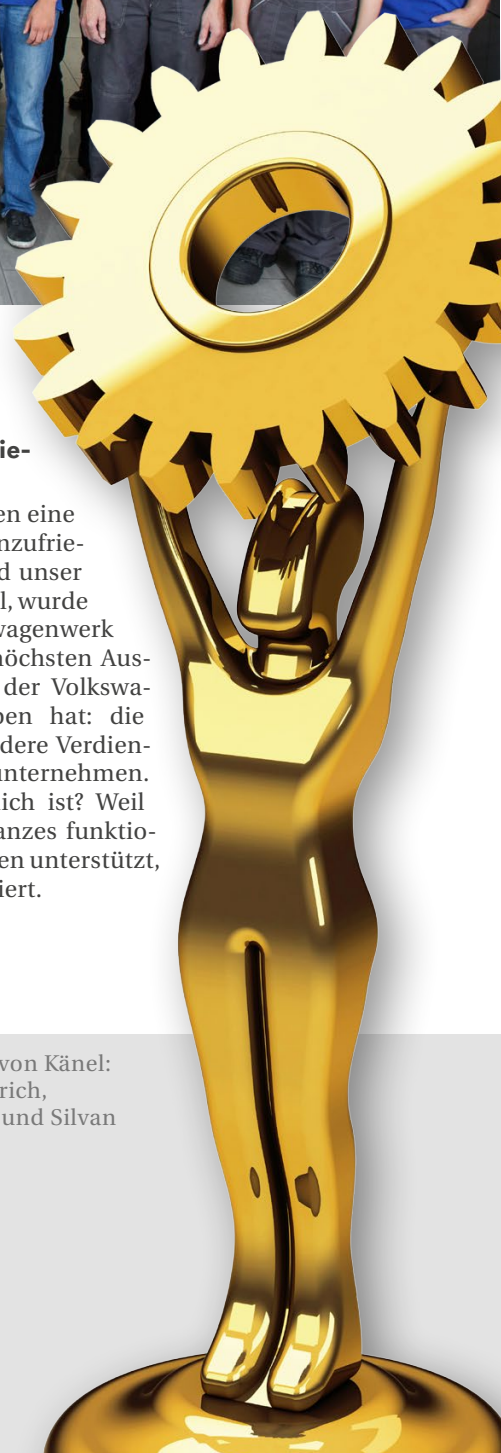 ie-
en eine
nzufrie-
d unser
l, wurde
wagenwerk
höchsten Aus-
der Volkswa-
ben hat: die
dere Verdien-
unternehmen.
lich ist? Weil
anzes funktio-
en unterstützt,
iert.
von Känel:
rich,
und Silvan